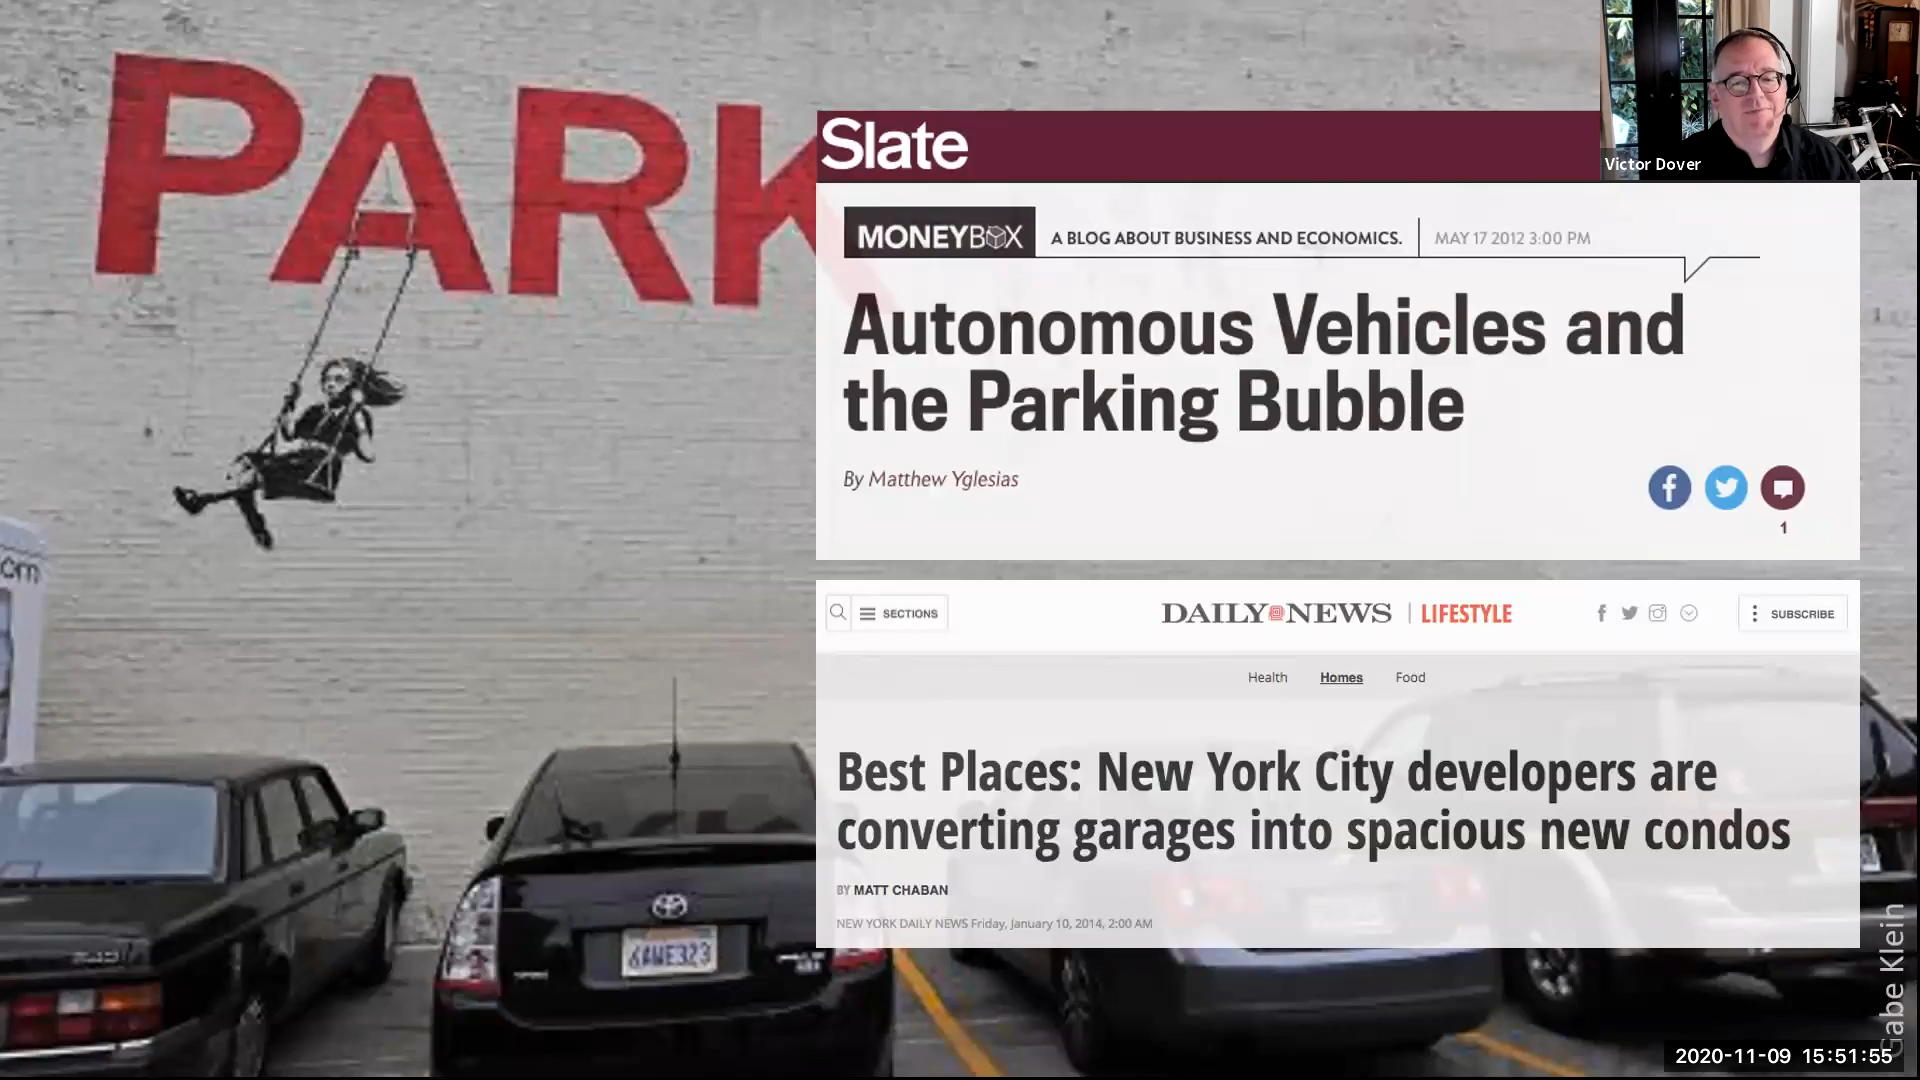 PARK
Slate
Victor Dover
MONEYBOX
A BLOG ABOUT BUSINESS AND ECONOMICS.
MAY 17 2012 3:00 PM
Autonomous Vehicles and
the Parking Bubble
By Matthew Yglesias
1
om
SECTIONS
DAILY NEWS | LIFESTYLE
SUBSCRIBE
Health Homes Food
Best Places: New York City developers are
converting garages into spacious new condos
BY MATT CHABAN
NEW YORK DAILY NEWS Friday, January 10, 2014, 2:00 AM
Gabe Klein
2020-11-09 15:51:55